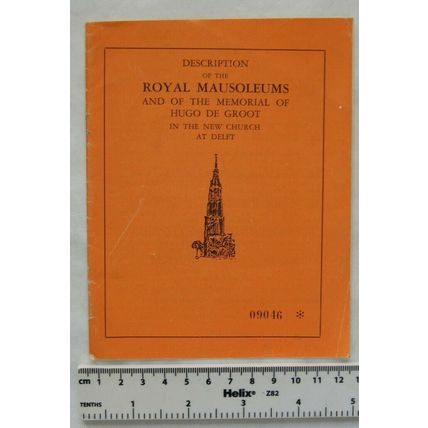 DESCRIPTION
OF THE
ROYAL MAUSOLEUMS
AND OF THE MEMORIAL OF
HUGO DE GROOT
IN THE NEW CHURCH
AT DELFT
09046 *
cm 1 2 3 4 5 6 7 8 9 10 11 12 13
Helix® Z82
TENTHS 1 2 3 4 5